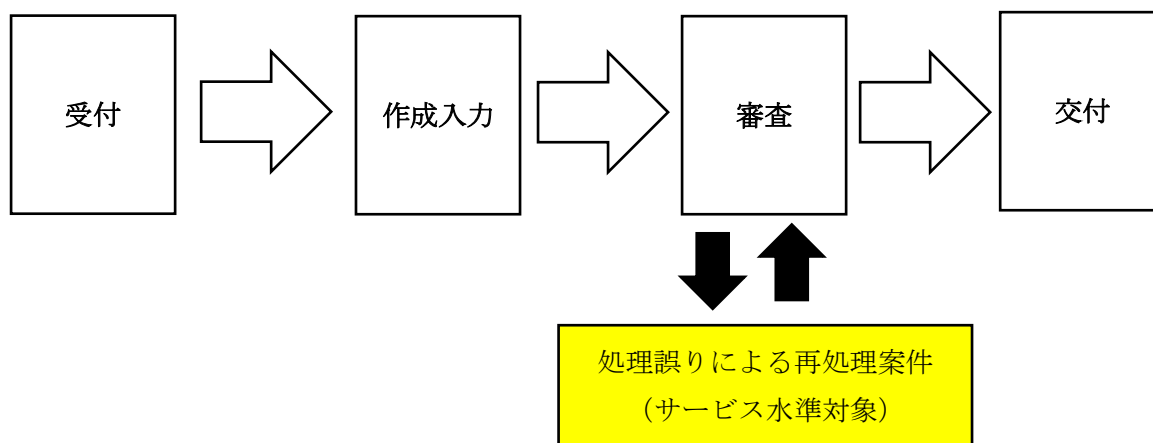 受付
作成入力
審査
交付
処理誤りによる再処理案件
（サービス水準対象）